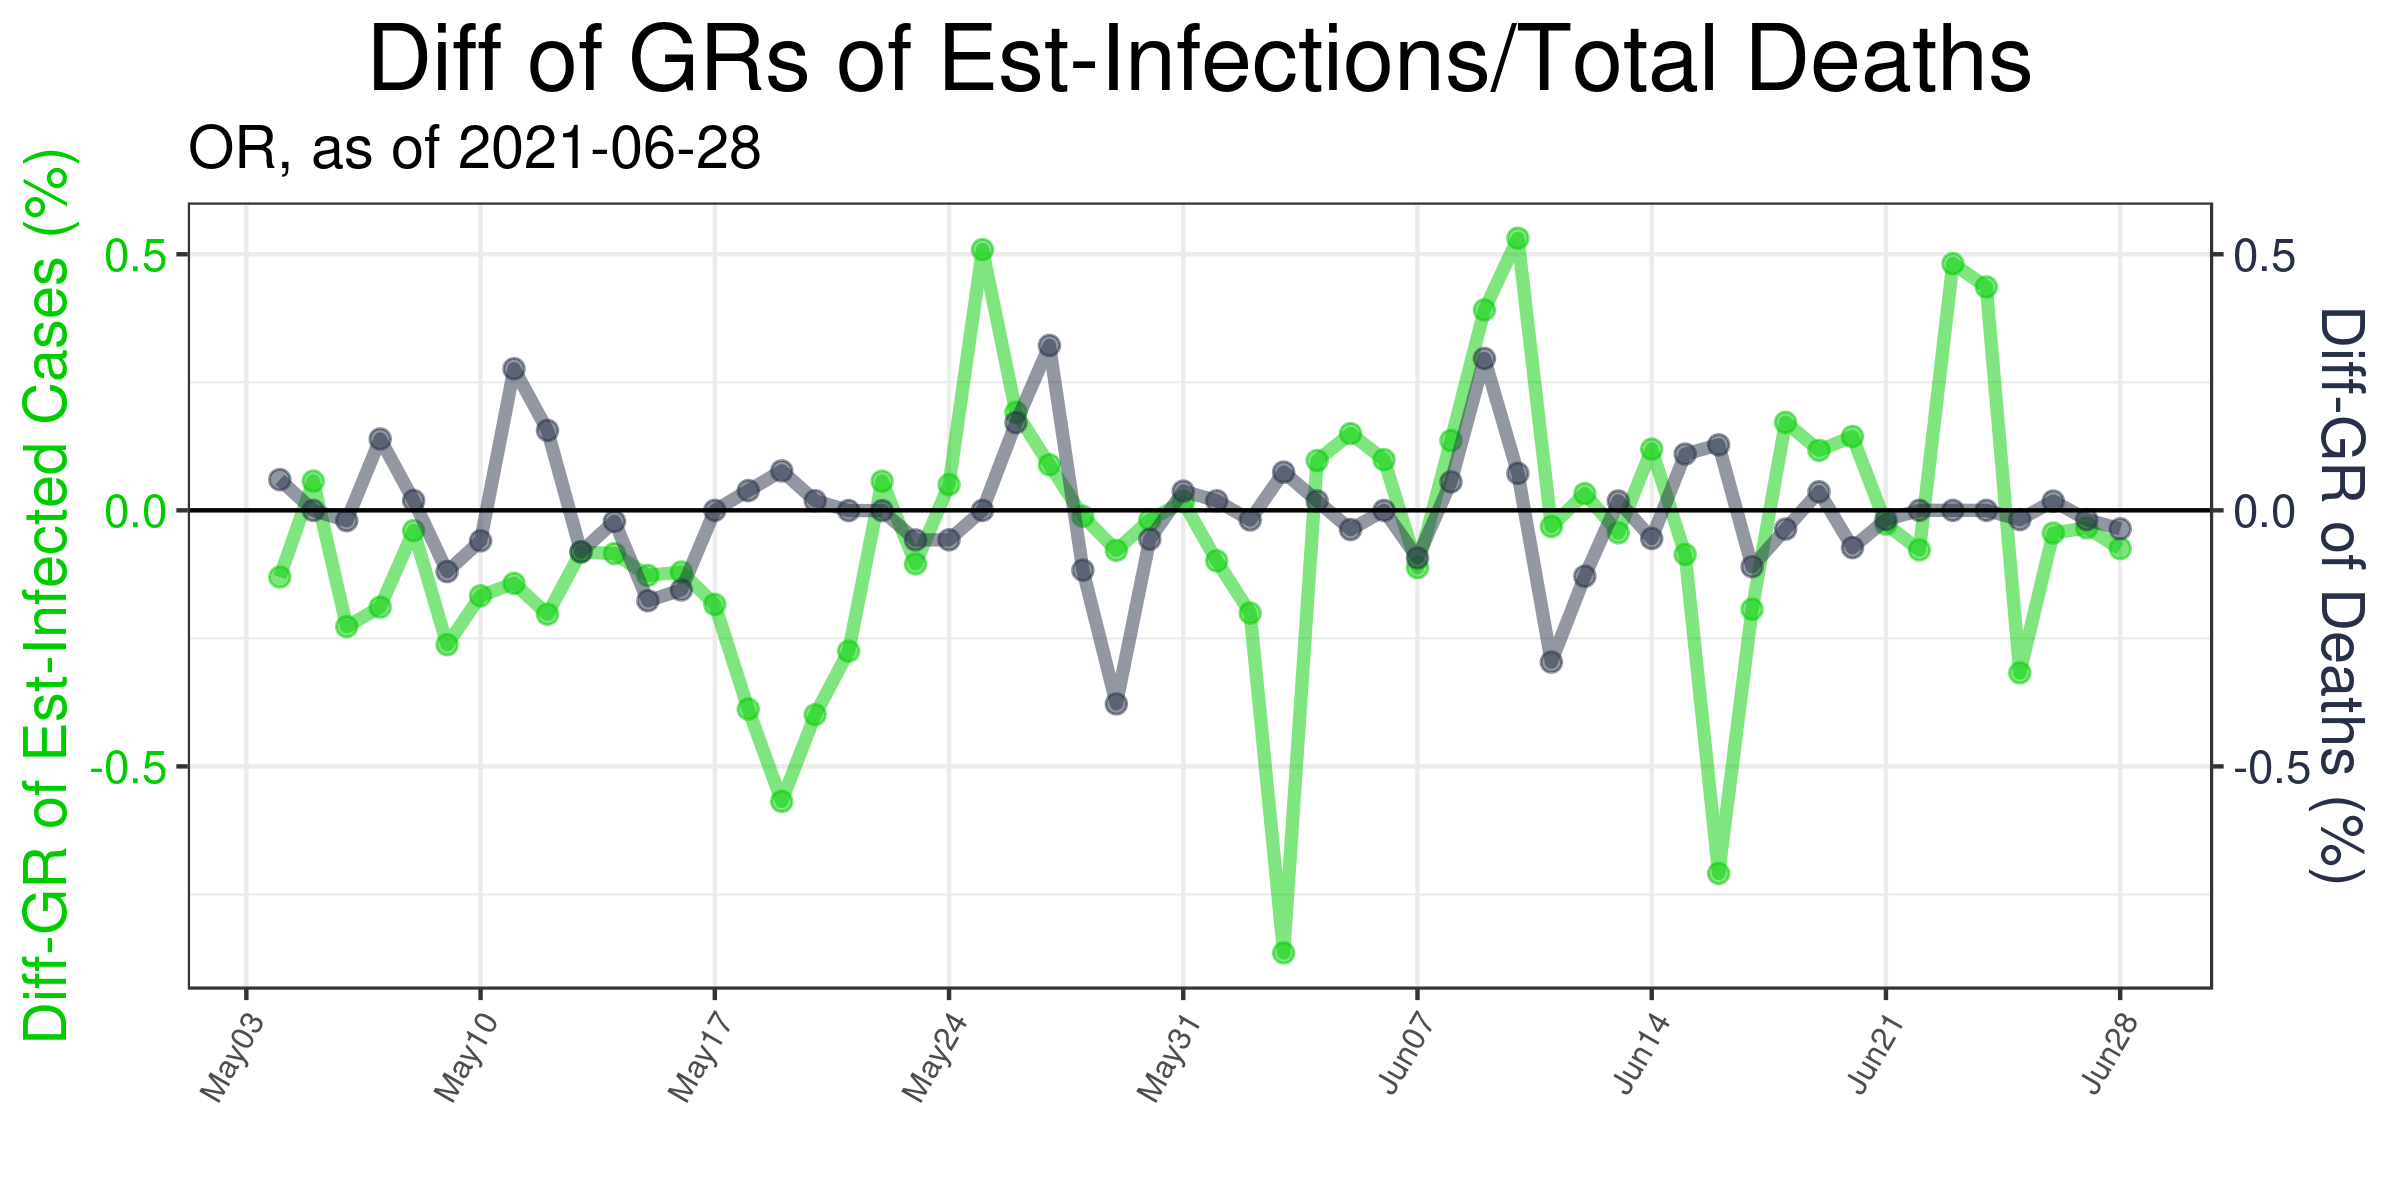 Diff of GRs of Est-Infections/Total Deaths
OR, as of 2021-06-28
Diff-GR of Est-Infected Cases (%)
0.5
0.0
-0.5
0.5
0.0
-0.5
Diff-GR of Deaths (%)
May03
May10
May17
May24
May31
Jun07
Jun14
Jun21
Jun28